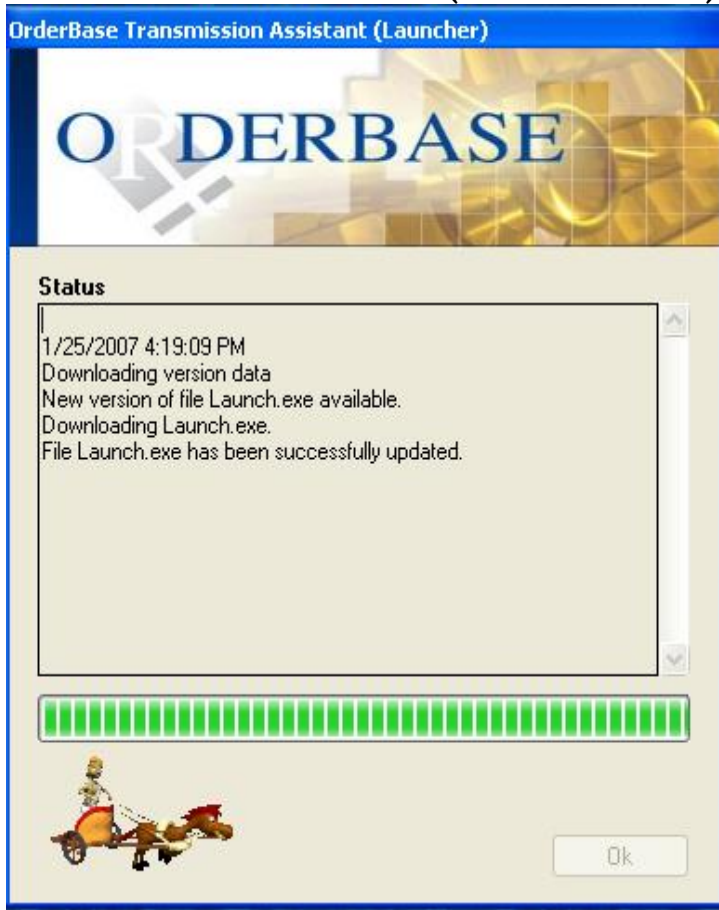 OrderBase Transmission Assistant (Launcher)
ORDERBASE
Status
1/25/2007 4:19:09 PM
Downloading version data
New version of file Launch.exe available.
Downloading Launch.exe.
File Launch.exe has been successfully updated.
Ok